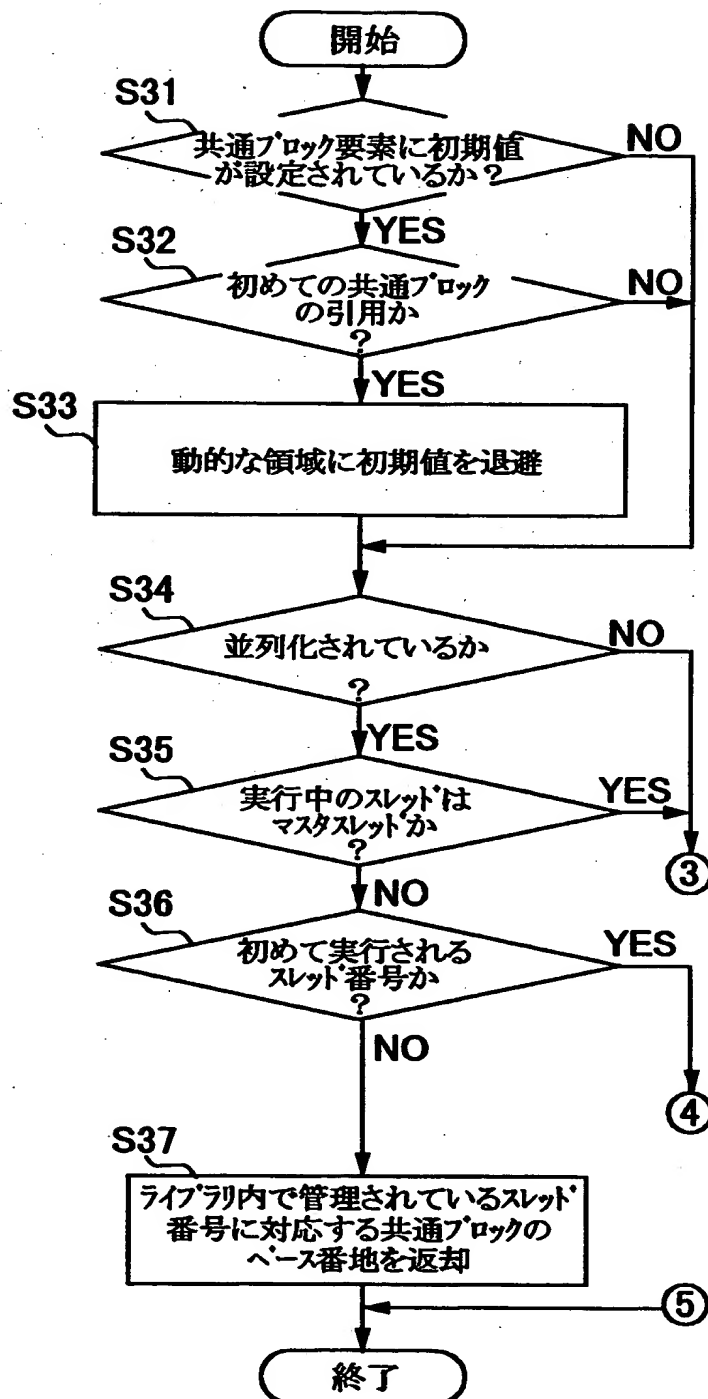 開始
S31
共通ブロック要素に初期値
が設定されているか？
NO
YES
S32
初めての共通ブロック
の引用か
？
NO
YES
S33
動的な領域に初期値を退避
S34
並列化されているか
？
NO
YES
S35
実行中のスレッドは
マスタスレッドか
？
YES
③
NO
S36
初めて実行される
スレッド番号か
？
YES
NO
④
S37
ライブラリ内で管理されているスレッド
番号に対応する共通ブロックの
ベース番地を返却
⑤
終了